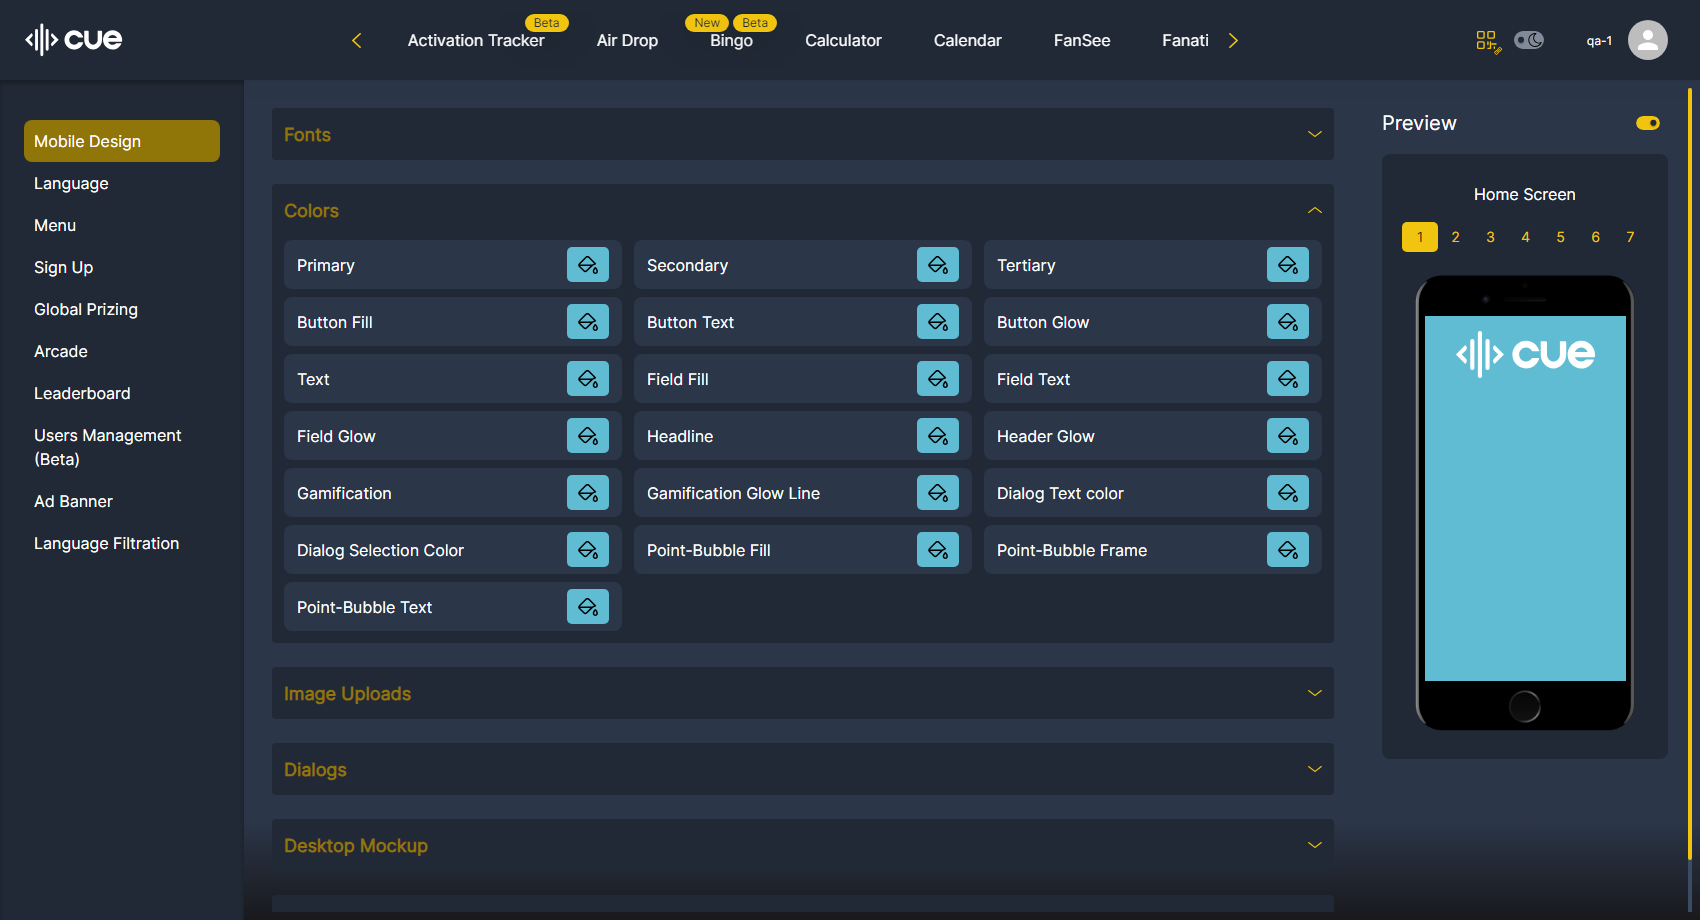 cue
Activation Tracker
Beta
Air Drop
Bingo
New
Beta
Calculator
Calendar
FanSee
Fanati
qa-1
Mobile Design
Language
Menu
Sign Up
Global Prizing
Arcade
Leaderboard
Users Management
(Beta)
Ad Banner
Language Filtration
Fonts
Colors
Primary
Secondary
Tertiary
Button Fill
Button Text
Button Glow
Text
Field Fill
Field Text
Field Glow
Headline
Header Glow
Gamification
Gamification Glow Line
Dialog Text color
Dialog Selection Color
Point-Bubble Fill
Point-Bubble Frame
Point-Bubble Text
Image Uploads
Dialogs
Desktop Mockup
Preview
Home Screen
1 2 3 4 5 6 7
cue